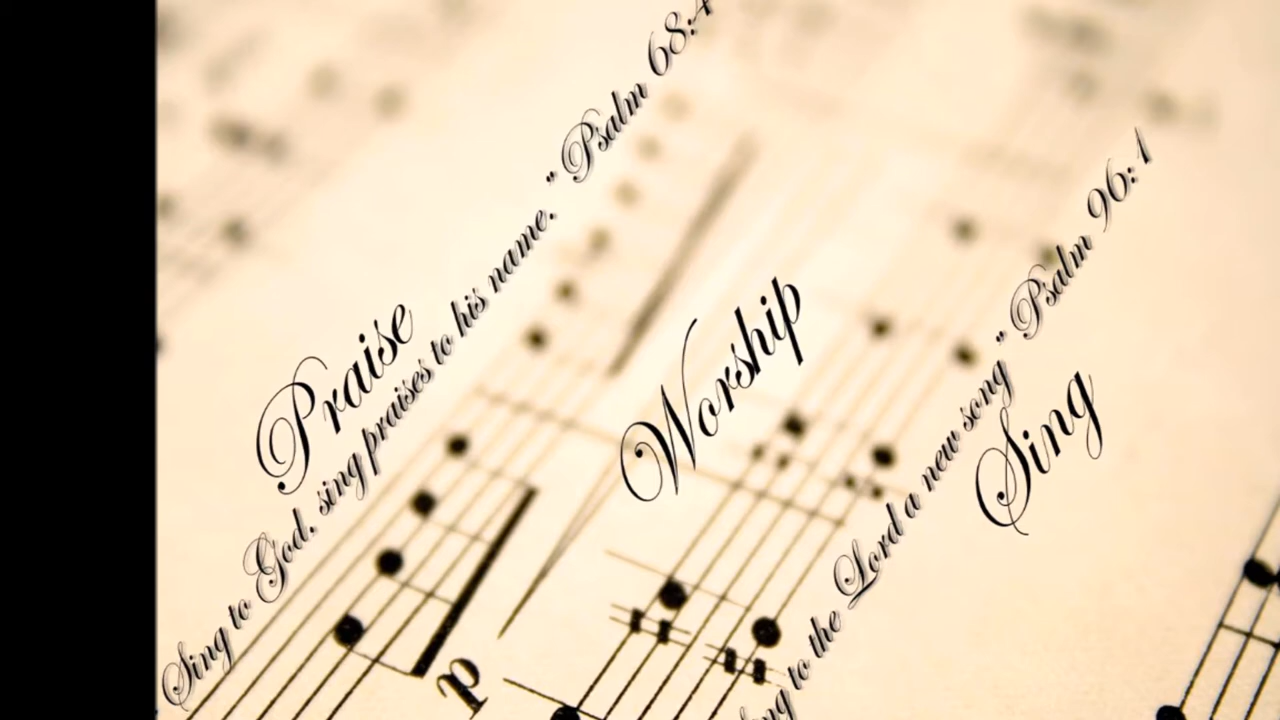 Praise
Sing to God, sing praises to his name." Psalm 68:4
Worship
to the Lord a new song" Psalm 96:1
Sing
p